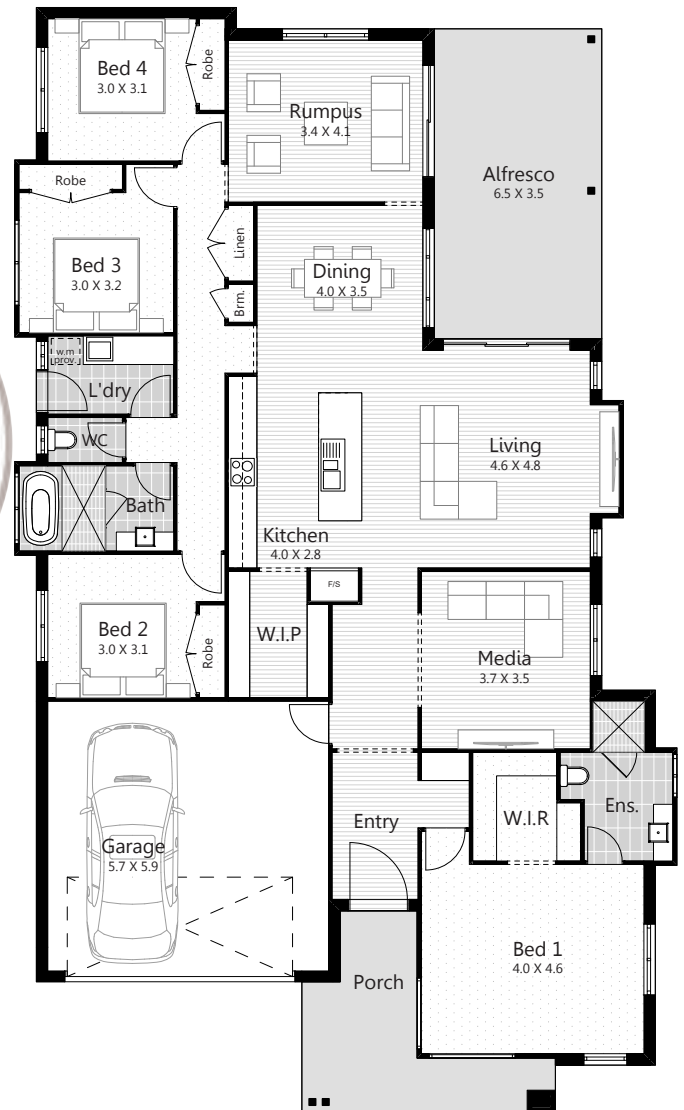 Bed 4
3.0 X 3.1
Robe
Rumpus
3.4 X 4.1
Alfresco
6.5 X 3.5
Robe
Linen
Bed 3
3.0 X 3.2
Dining
4.0 X 3.5
Brm.
w.m
prov.
L'dry
WC
Living
4.6 X 4.8
Bath
Kitchen
4.0 X 2.8
F/S
Bed 2
3.0 X 3.1
Robe
W.I.P
Media
3.7 X 3.5
Entry
W.I.R
Ens.
Garage
5.7 X 5.9
Bed 1
4.0 X 4.6
Porch